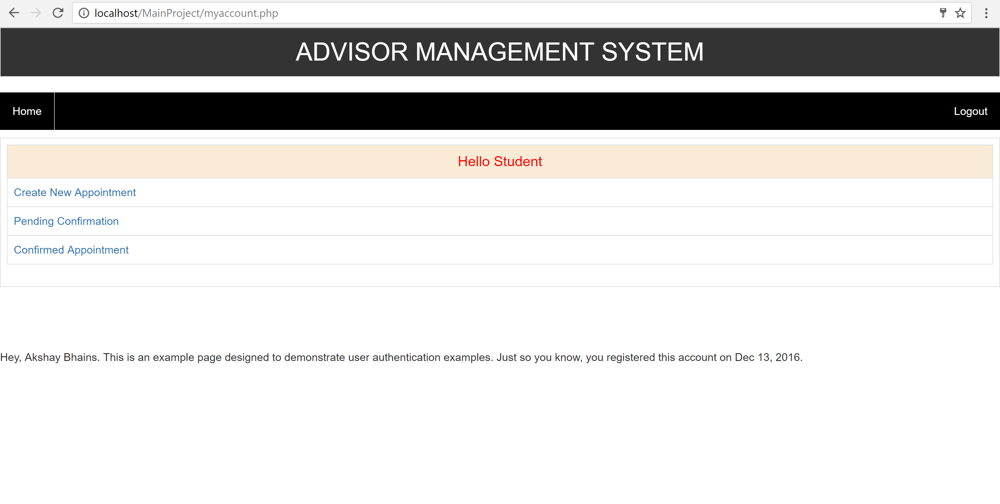 localhost/MainProject/myaccount.php
ADVISOR MANAGEMENT SYSTEM
Home
Logout
Hello Student
Create New Appointment
Pending Confirmation
Confirmed Appointment
Hey, Akshay Bhains. This is an example page designed to demonstrate user authentication examples. Just so you know, you registered this account on Dec 13, 2016.